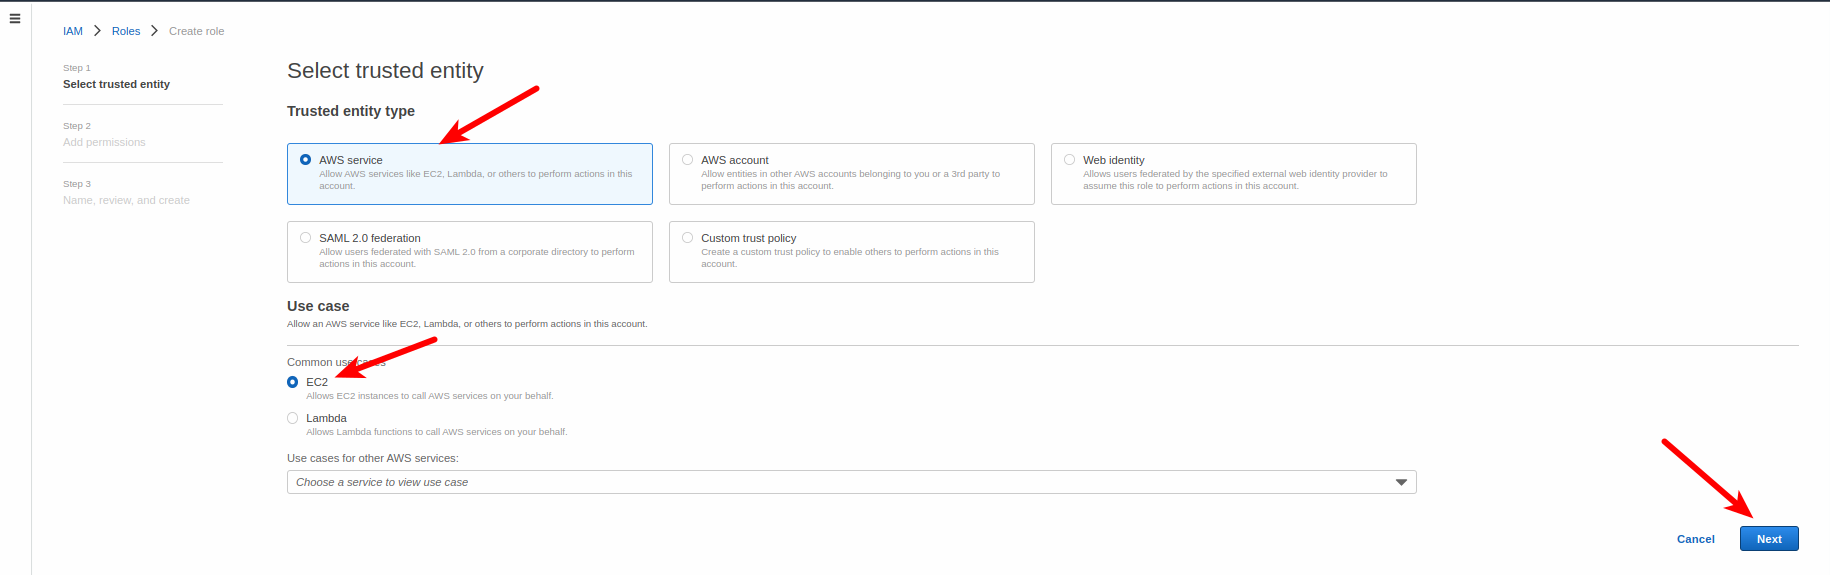 IAM > Roles > Create role
Step 1
Select trusted entity
Step 2
Add permissions
Step 3
Name, review, and create
Select trusted entity
Trusted entity type
AWS service
Allow AWS services like EC2, Lambda, or others to perform actions in this
account.
AWS account
Allow entities in other AWS accounts belonging to you or a 3rd party to
perform actions in this account.
Web identity
Allows users federated by the specified external web identity provider to
assume this role to perform actions in this account.
SAML 2.0 federation
Allow users federated with SAML 2.0 from a corporate directory to perform
actions in this account.
Custom trust policy
Create a custom trust policy to enable others to perform actions in this
account.
Use case
Allow an AWS service like EC2, Lambda, or others to perform actions in this account.
Common use cases
EC2
Allows EC2 instances to call AWS services on your behalf.
Lambda
Allows Lambda functions to call AWS services on your behalf.
Use cases for other AWS services:
Choose a service to view use case
Cancel
Next